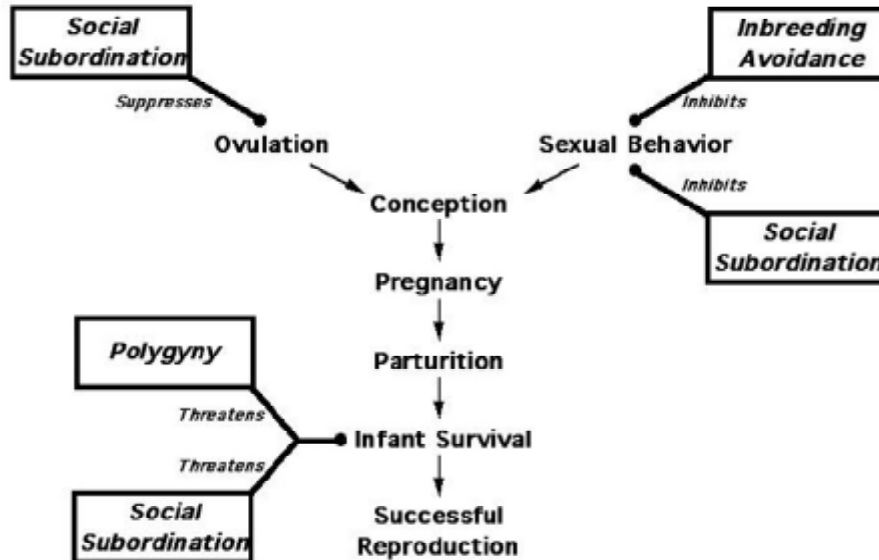 Social
Subordination
Suppresses
Ovulation
Inbreeding
Avoidance
Inhibits
Sexual Behavior
Inhibits
Social
Subordination
Conception
Pregnancy
Parturition
Polygyny
Threatens
Threatens
Infant Survival
Social
Subordination
Successful
Reproduction